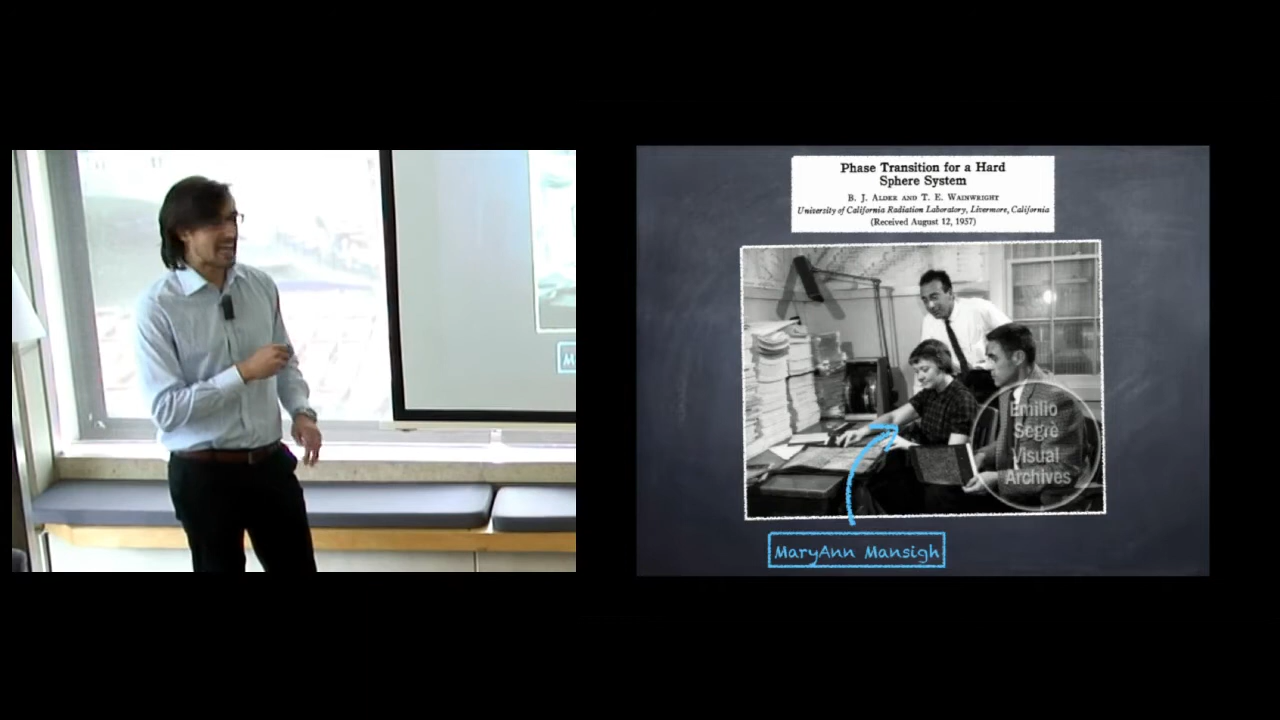 Phase Transition for a Hard
Sphere System
B. J. ALDER AND T. E. WAINWRIGHT
University of California Radiation Laboratory, Livermore, California
(Received August 12, 1957)
Emilio
Segrè
Visual
Archives
MaryAnn Mansigh
M